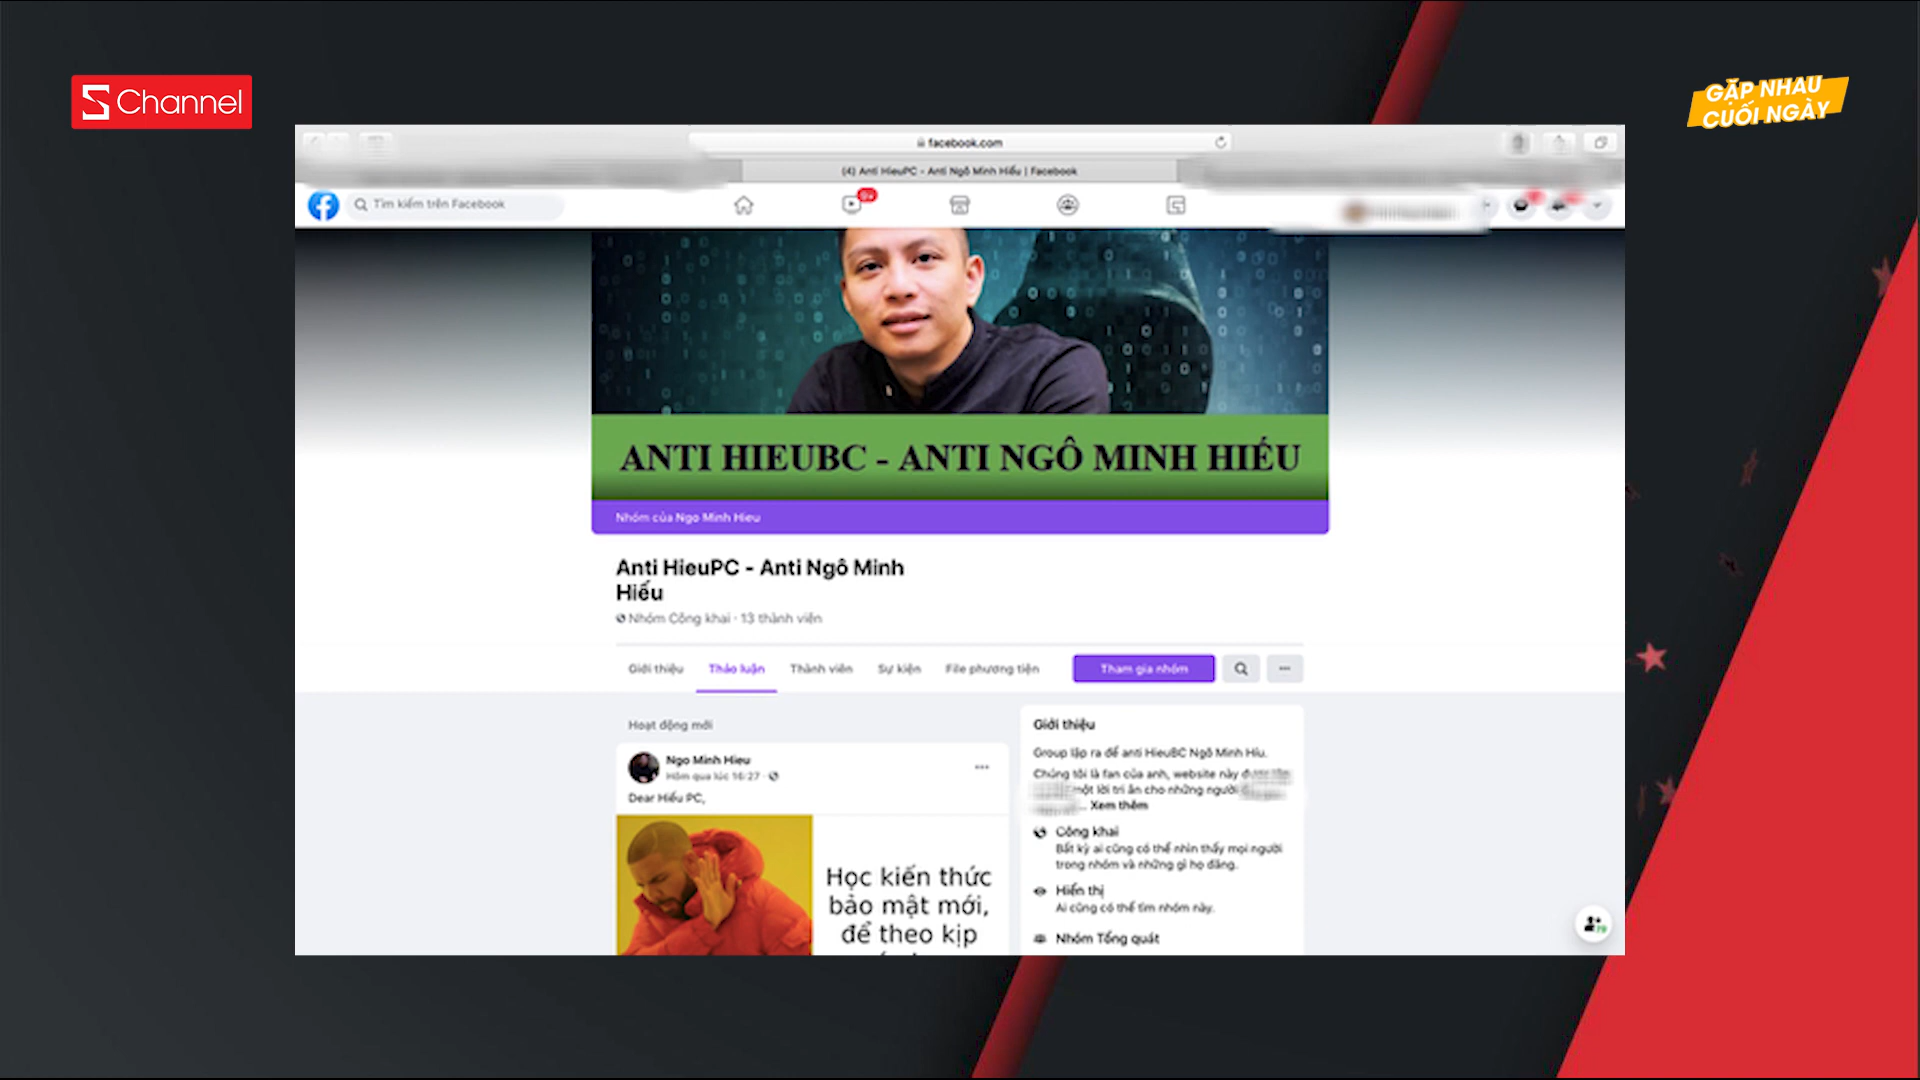 Channel
GẶP NHAU
CUỐI NGÀY
facebook.com
(4) Anti HieuPC - Anti Ngô Minh Hiếu | Facebook
Tìm kiếm trên Facebook
9+
ANTI HIEUBC - ANTI NGÔ MINH HIẾU
Nhóm của Ngo Minh Hieu
Anti HieuPC - Anti Ngô Minh
Hiếu
Nhóm Công khai · 13 thành viên
Giới thiệu
Thảo luận
Thành viên
Sự kiện
File phương tiện
Tham gia nhóm
Hoạt động mới
Ngo Minh Hieu
Hôm qua lúc 16:27 ·
Dear Hiếu PC,
Học kiến thức
bảo mật mới,
để theo kịp
Giới thiệu
Group lập ra để anti HieuBC Ngô Minh Híu.
Chúng tôi là fan của anh, website này được
một lời tri ân cho những người
... Xem thêm
Công khai
Bất kỳ ai cũng có thể nhìn thấy mọi người
trong nhóm và những gì họ đăng.
Hiển thị
Ai cũng có thể tìm nhóm này.
Nhóm Tổng quát
79